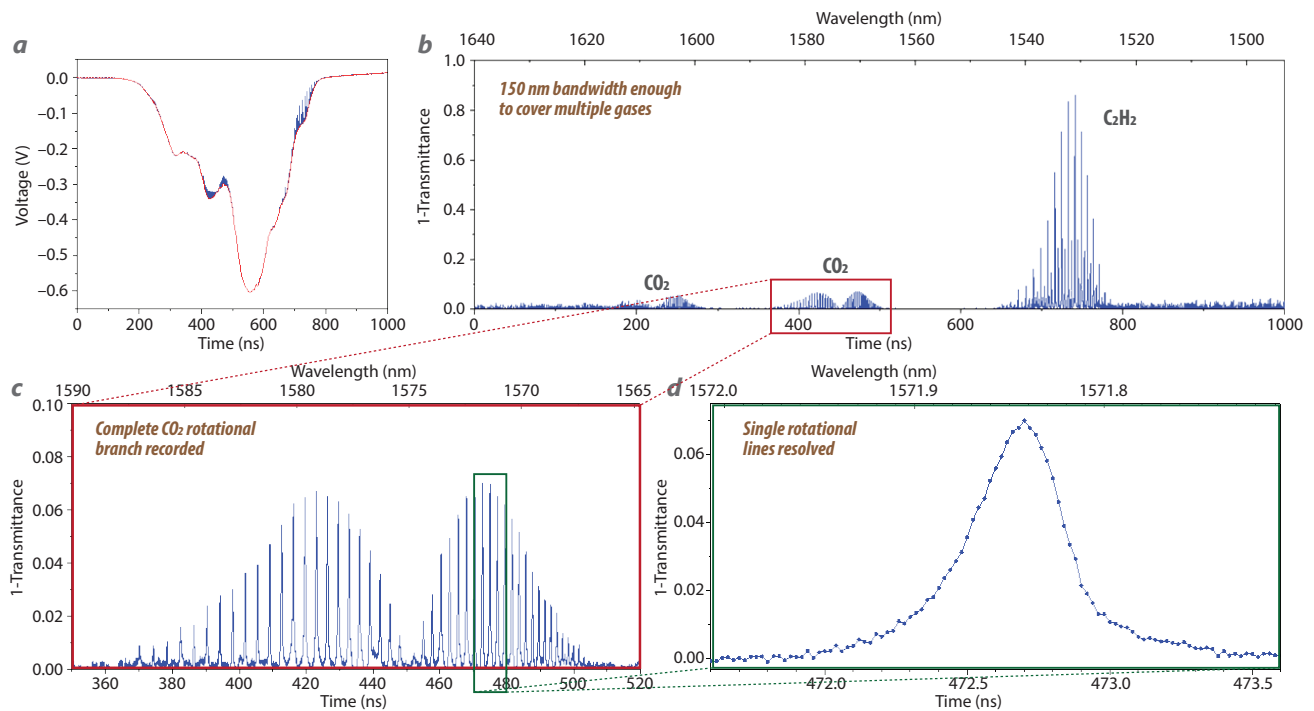 a
0.0
−0.1
−0.2
−0.3
−0.4
−0.5
−0.6
Voltage (V)
0 200 400 600 800 1000
Time (ns)
b
Wavelength (nm)
1640 1620 1600 1580 1560 1540 1520 1500
1.0
0.8
0.6
0.4
0.2
0.0
1-Transmittance
150 nm bandwidth enough
to cover multiple gases
CO₂
CO₂
C₂H₂
0 200 400 600 800 1000
Time (ns)
c
Wavelength (nm)
1590 1585 1580 1575 1570 1565
0.10
0.08
0.06
0.04
0.02
0.00
1-Transmittance
Complete CO₂ rotational
branch recorded
360 380 400 420 440 460 480 500 520
Time (ns)
d
Wavelength (nm)
1572.0 1571.9 1571.8
0.06
0.04
0.02
0.00
1-Transmittance
Single rotational
lines resolved
472.0 472.5 473.0 473.5
Time (ns)